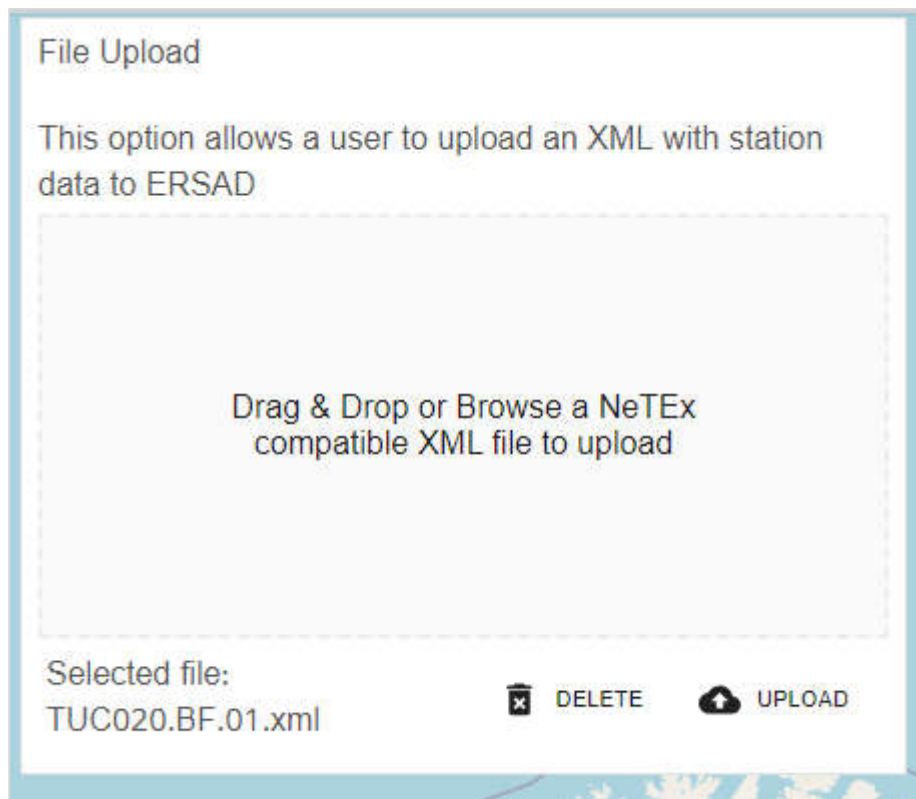 File Upload
This option allows a user to upload an XML with station
data to ERSAD
Drag & Drop or Browse a NeTEx
compatible XML file to upload
Selected file:
TUC020.BF.01.xml
DELETE
UPLOAD